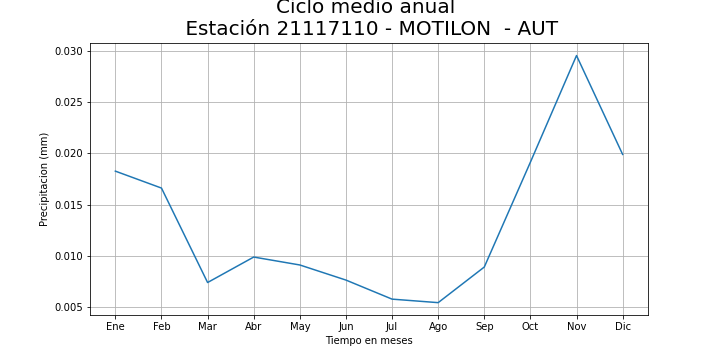 Ciclo medio anual
Estación 21117110 - MOTILON  - AUT
0.030
0.025
0.020
0.015
0.010
0.005
Precipitacion (mm)
Ene Feb Mar Abr May Jun Jul Ago Sep Oct Nov Dic
Tiempo en meses